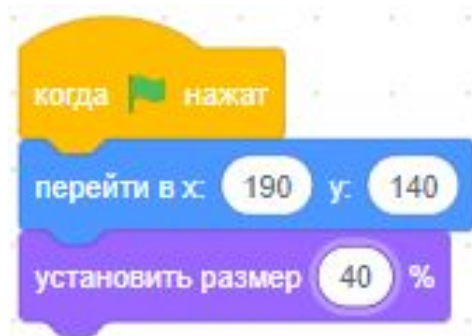 когда нажат
перейти в x: 190 y: 140
установить размер 40 %